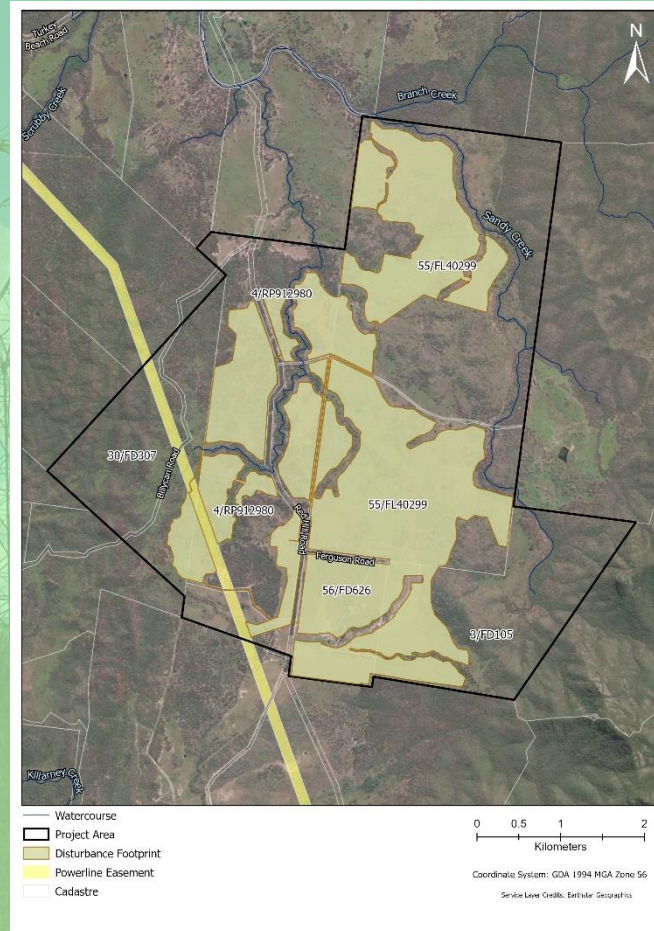 Turkey
Beach Road
N
Scrubby Creek
Branch Creek
Sandy Creek
55/FL40299
4/RP912980
30/FD307
Billycan Road
4/RP912980
Red Hill Road
55/FL40299
Ferguson Road
56/FD626
3/FD105
Killarney Creek
Watercourse
Project Area
Disturbance Footprint
Powerline Easement
Cadastre
0 0.5 1 2
Kilometers
Coordinate System: GDA 1994 MGA Zone 56
Service Layer Credits: Earthstar Geographics